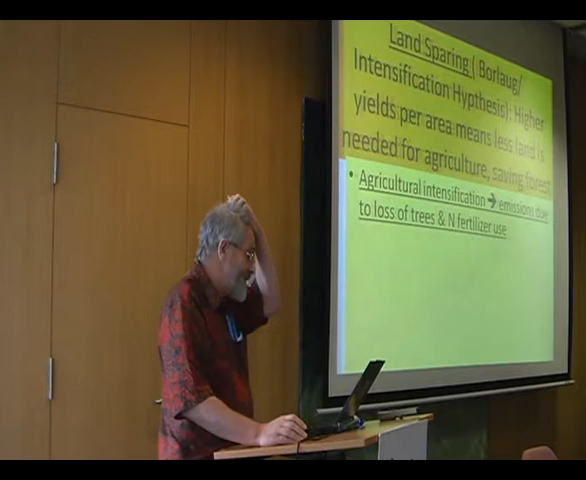 Land Sparing ( Borlaug/
Intensification Hypthesis): Higher
yields per area means less land is
needed for agriculture, saving forest
• Agricultural intensification ➔ emissions due
to loss of trees & N fertilizer use